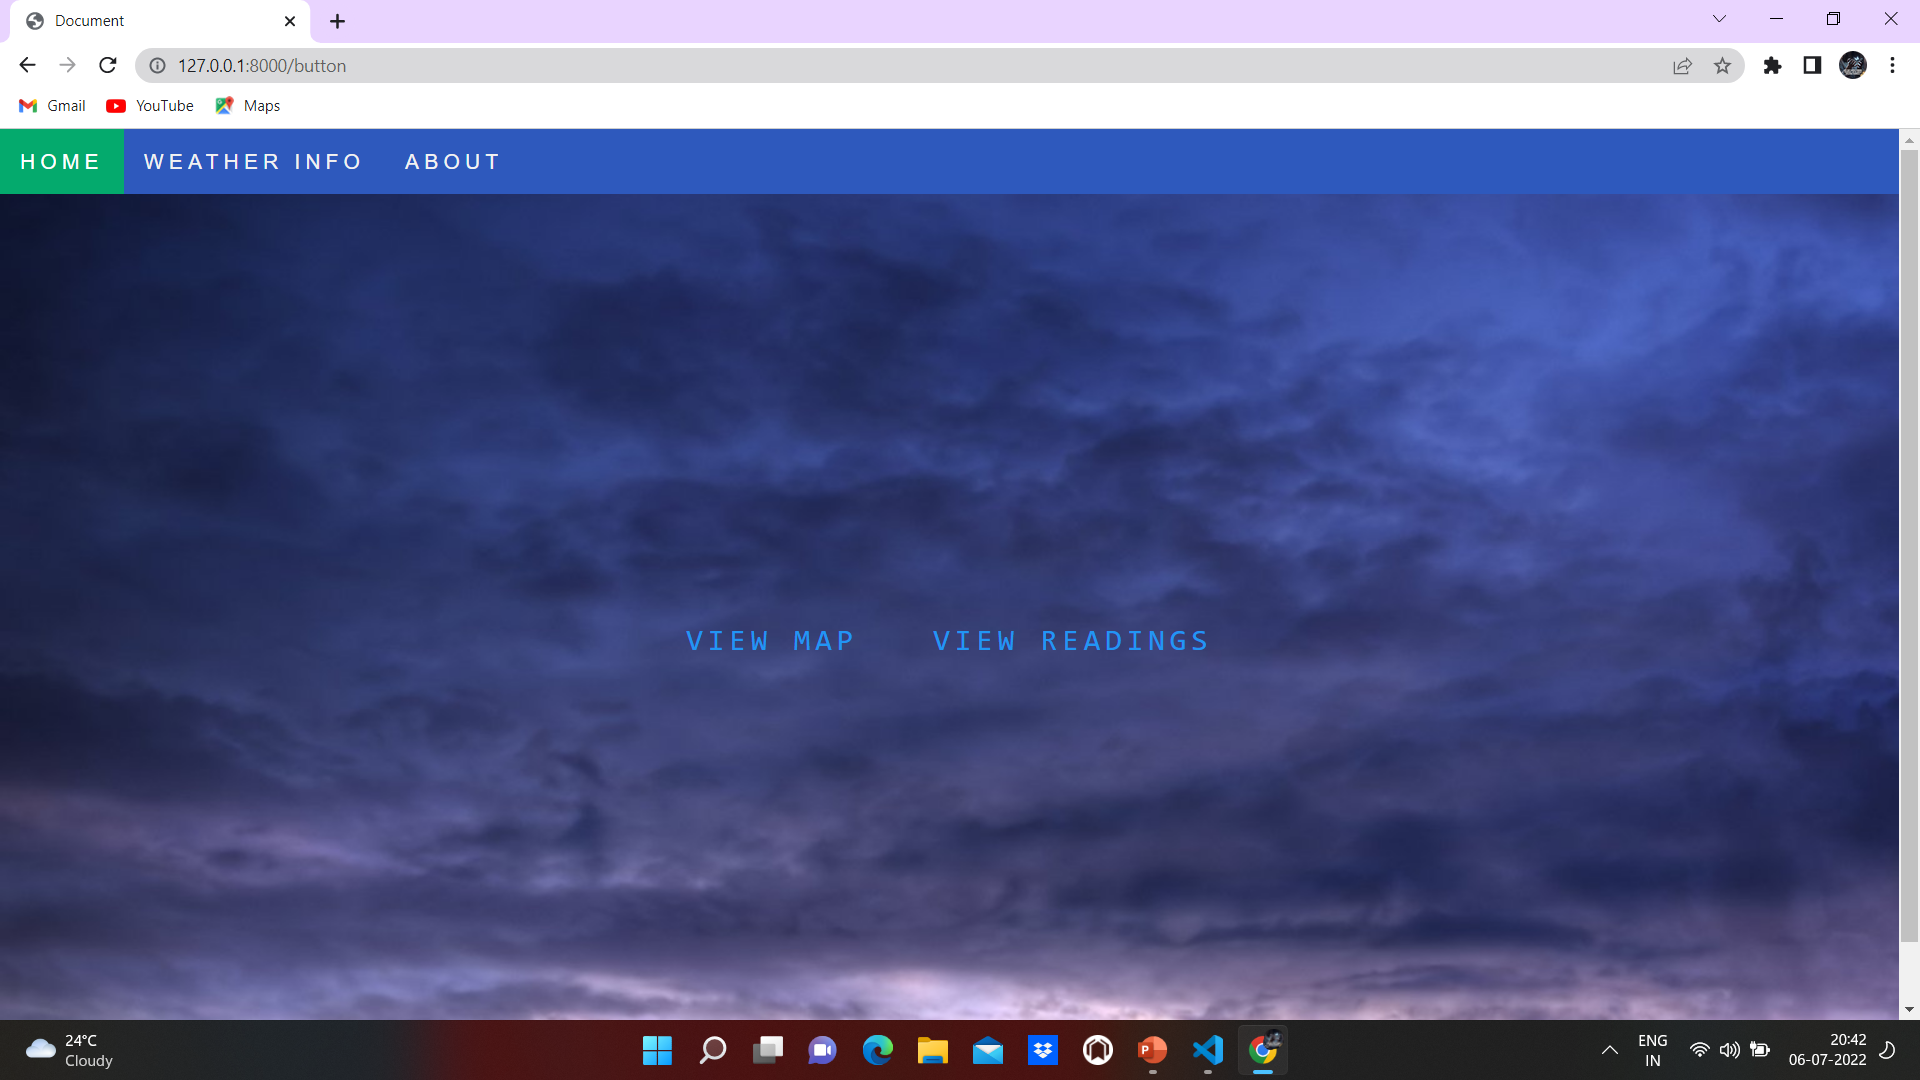 Document
127.0.0.1:8000/button
Gmail YouTube Maps
HOME WEATHER INFO ABOUT
VIEW MAP VIEW READINGS
24°C
Cloudy
ENG
IN
20:42
06-07-2022